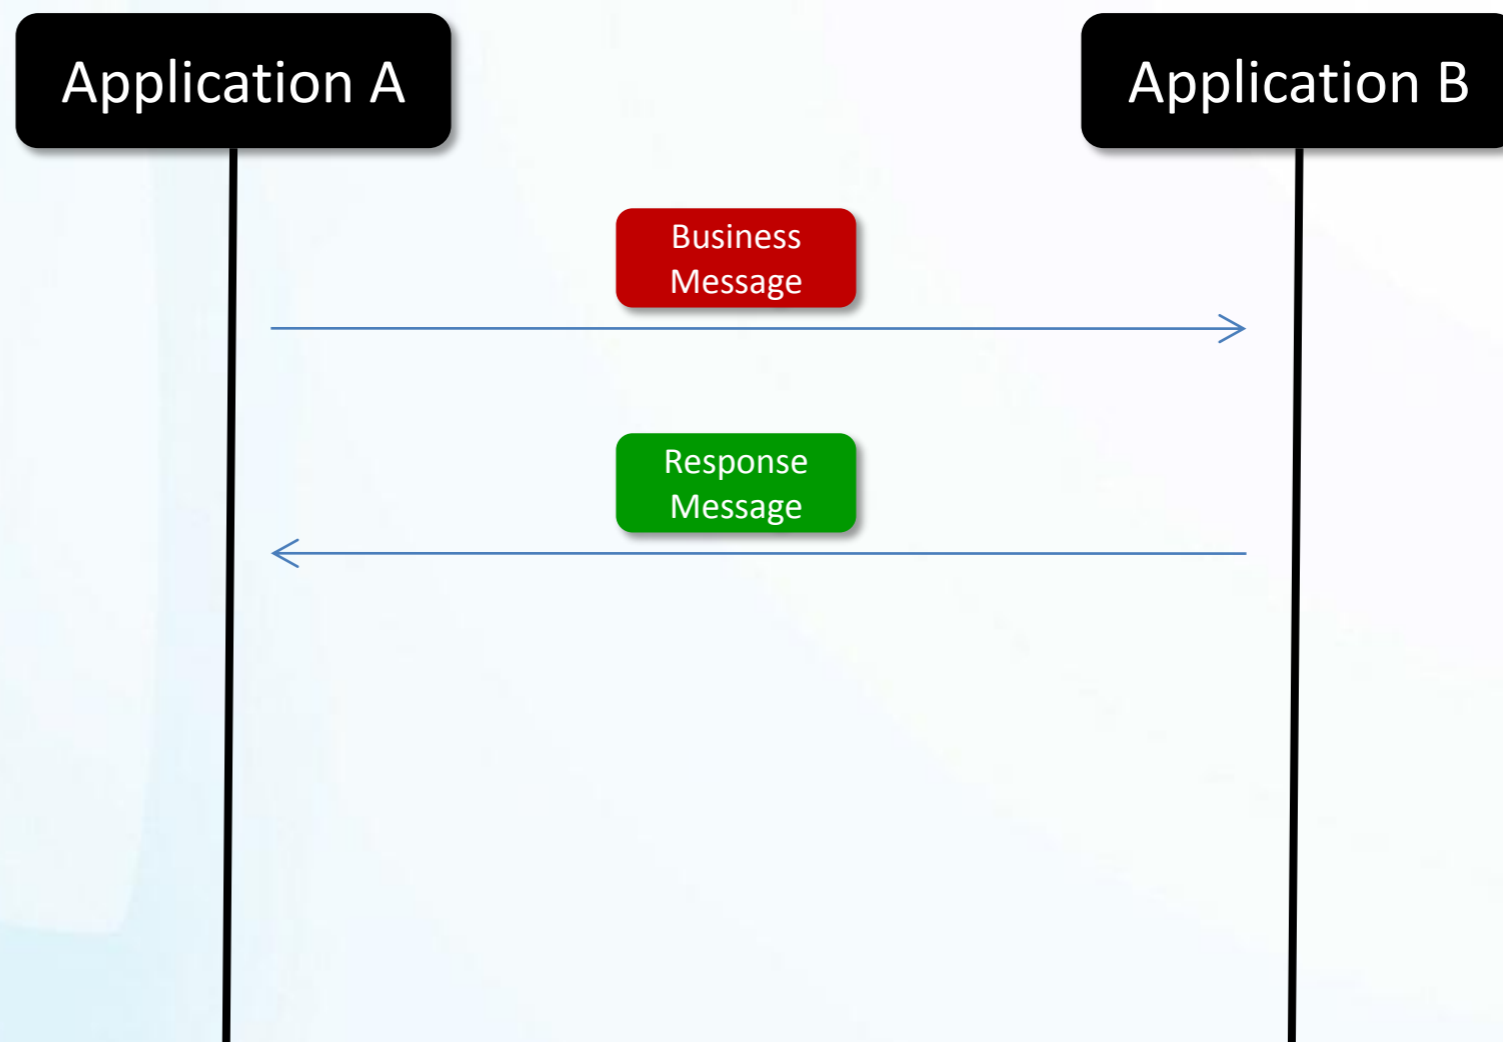 Application A
Application B
Business
Message
Response
Message